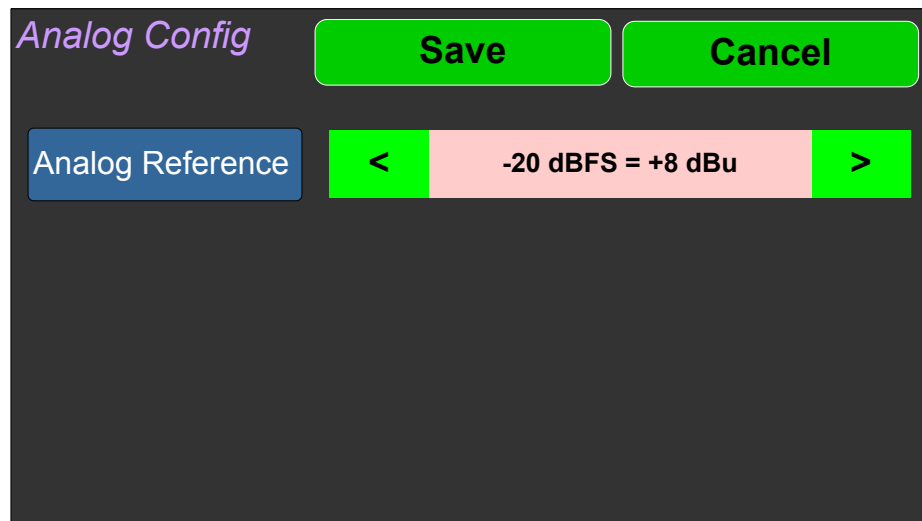 Analog Config
Save
Cancel
Analog Reference
<
-20 dBFS = +8 dBu
>